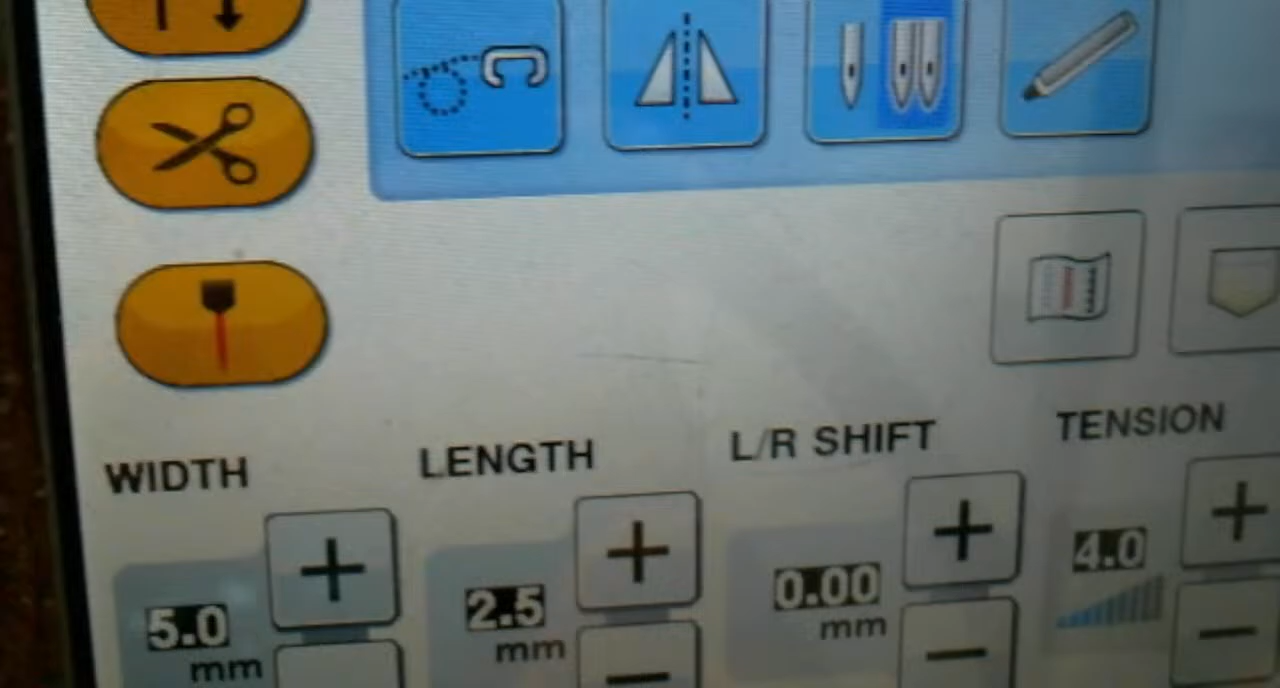 WIDTH
LENGTH
L/R SHIFT
TENSION
5.0
mm
2.5
mm
0.00
mm
4.0